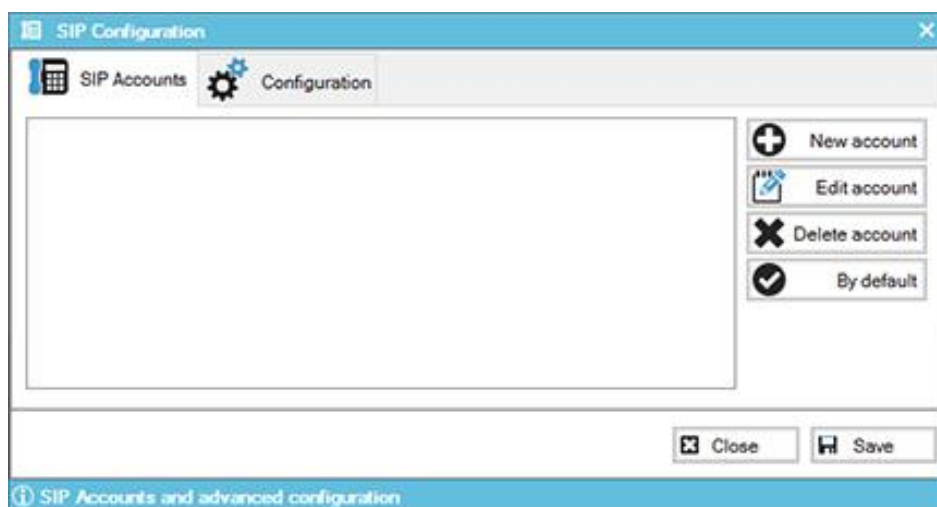 SIP Configuration
SIP Accounts
Configuration
New account
Edit account
Delete account
By default
Close
Save
SIP Accounts and advanced configuration